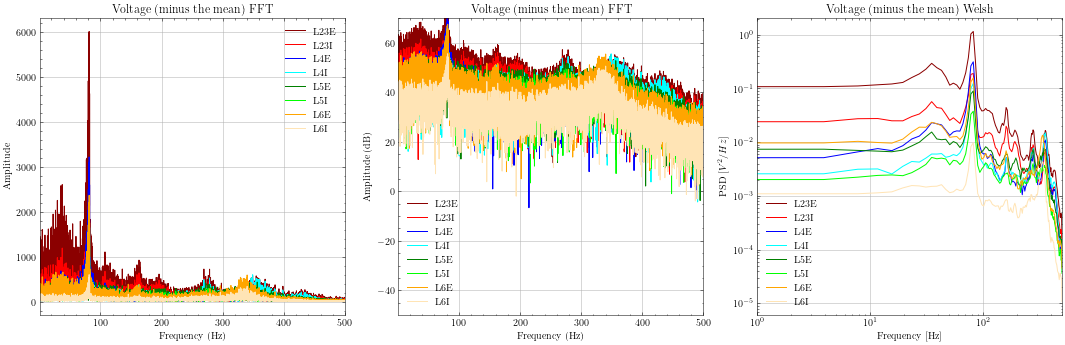 Voltage (minus the mean) FFT
Amplitude
6000
5000
4000
3000
2000
1000
0
100
200
300
400
500
Frequency (Hz)
L23E
L23I
L4E
L4I
L5E
L5I
L6E
L6I
Voltage (minus the mean) FFT
Amplitude (dB)
60
40
20
0
−20
−40
100
200
300
400
500
Frequency (Hz)
L23E
L23I
L4E
L4I
L5E
L5I
L6E
L6I
Voltage (minus the mean) Welsh
PSD [V²/Hz]
10⁰
10⁻¹
10⁻²
10⁻³
10⁻⁴
10⁻⁵
10⁰
10¹
10²
Frequency [Hz]
L23E
L23I
L4E
L4I
L5E
L5I
L6E
L6I